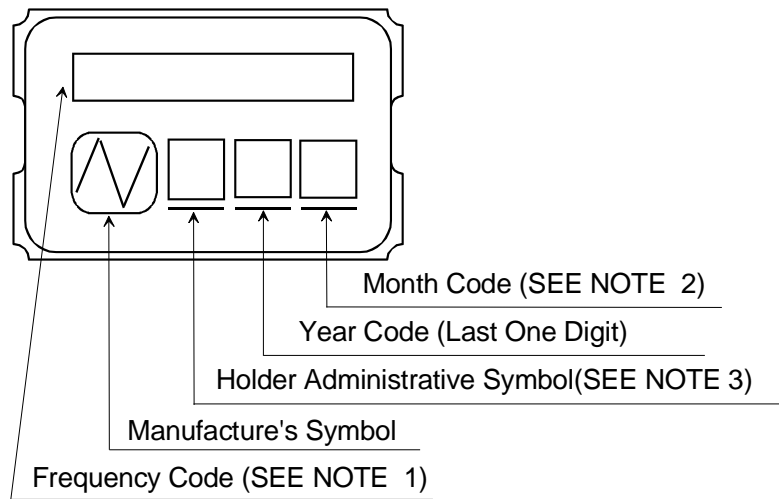 Month Code (SEE NOTE 2)
Year Code (Last One Digit)
Holder Administrative Symbol(SEE NOTE 3)
Manufacture's Symbol
Frequency Code (SEE NOTE 1)